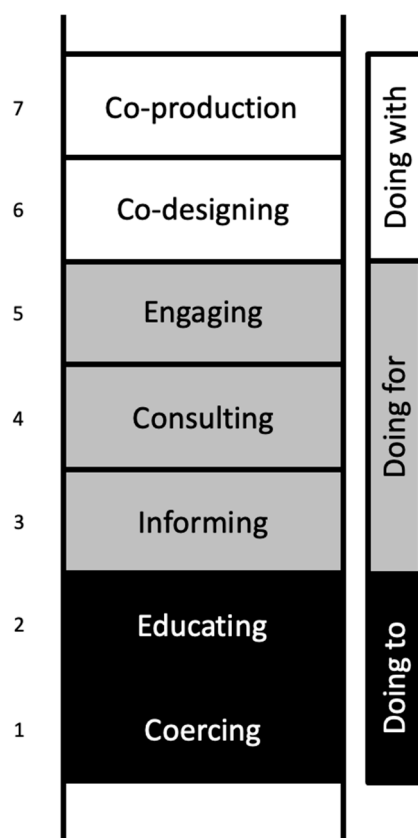 7
Co-production
6
Co-designing
Doing with
5
Engaging
4
Consulting
3
Informing
Doing for
2
Educating
1
Coercing
Doing to